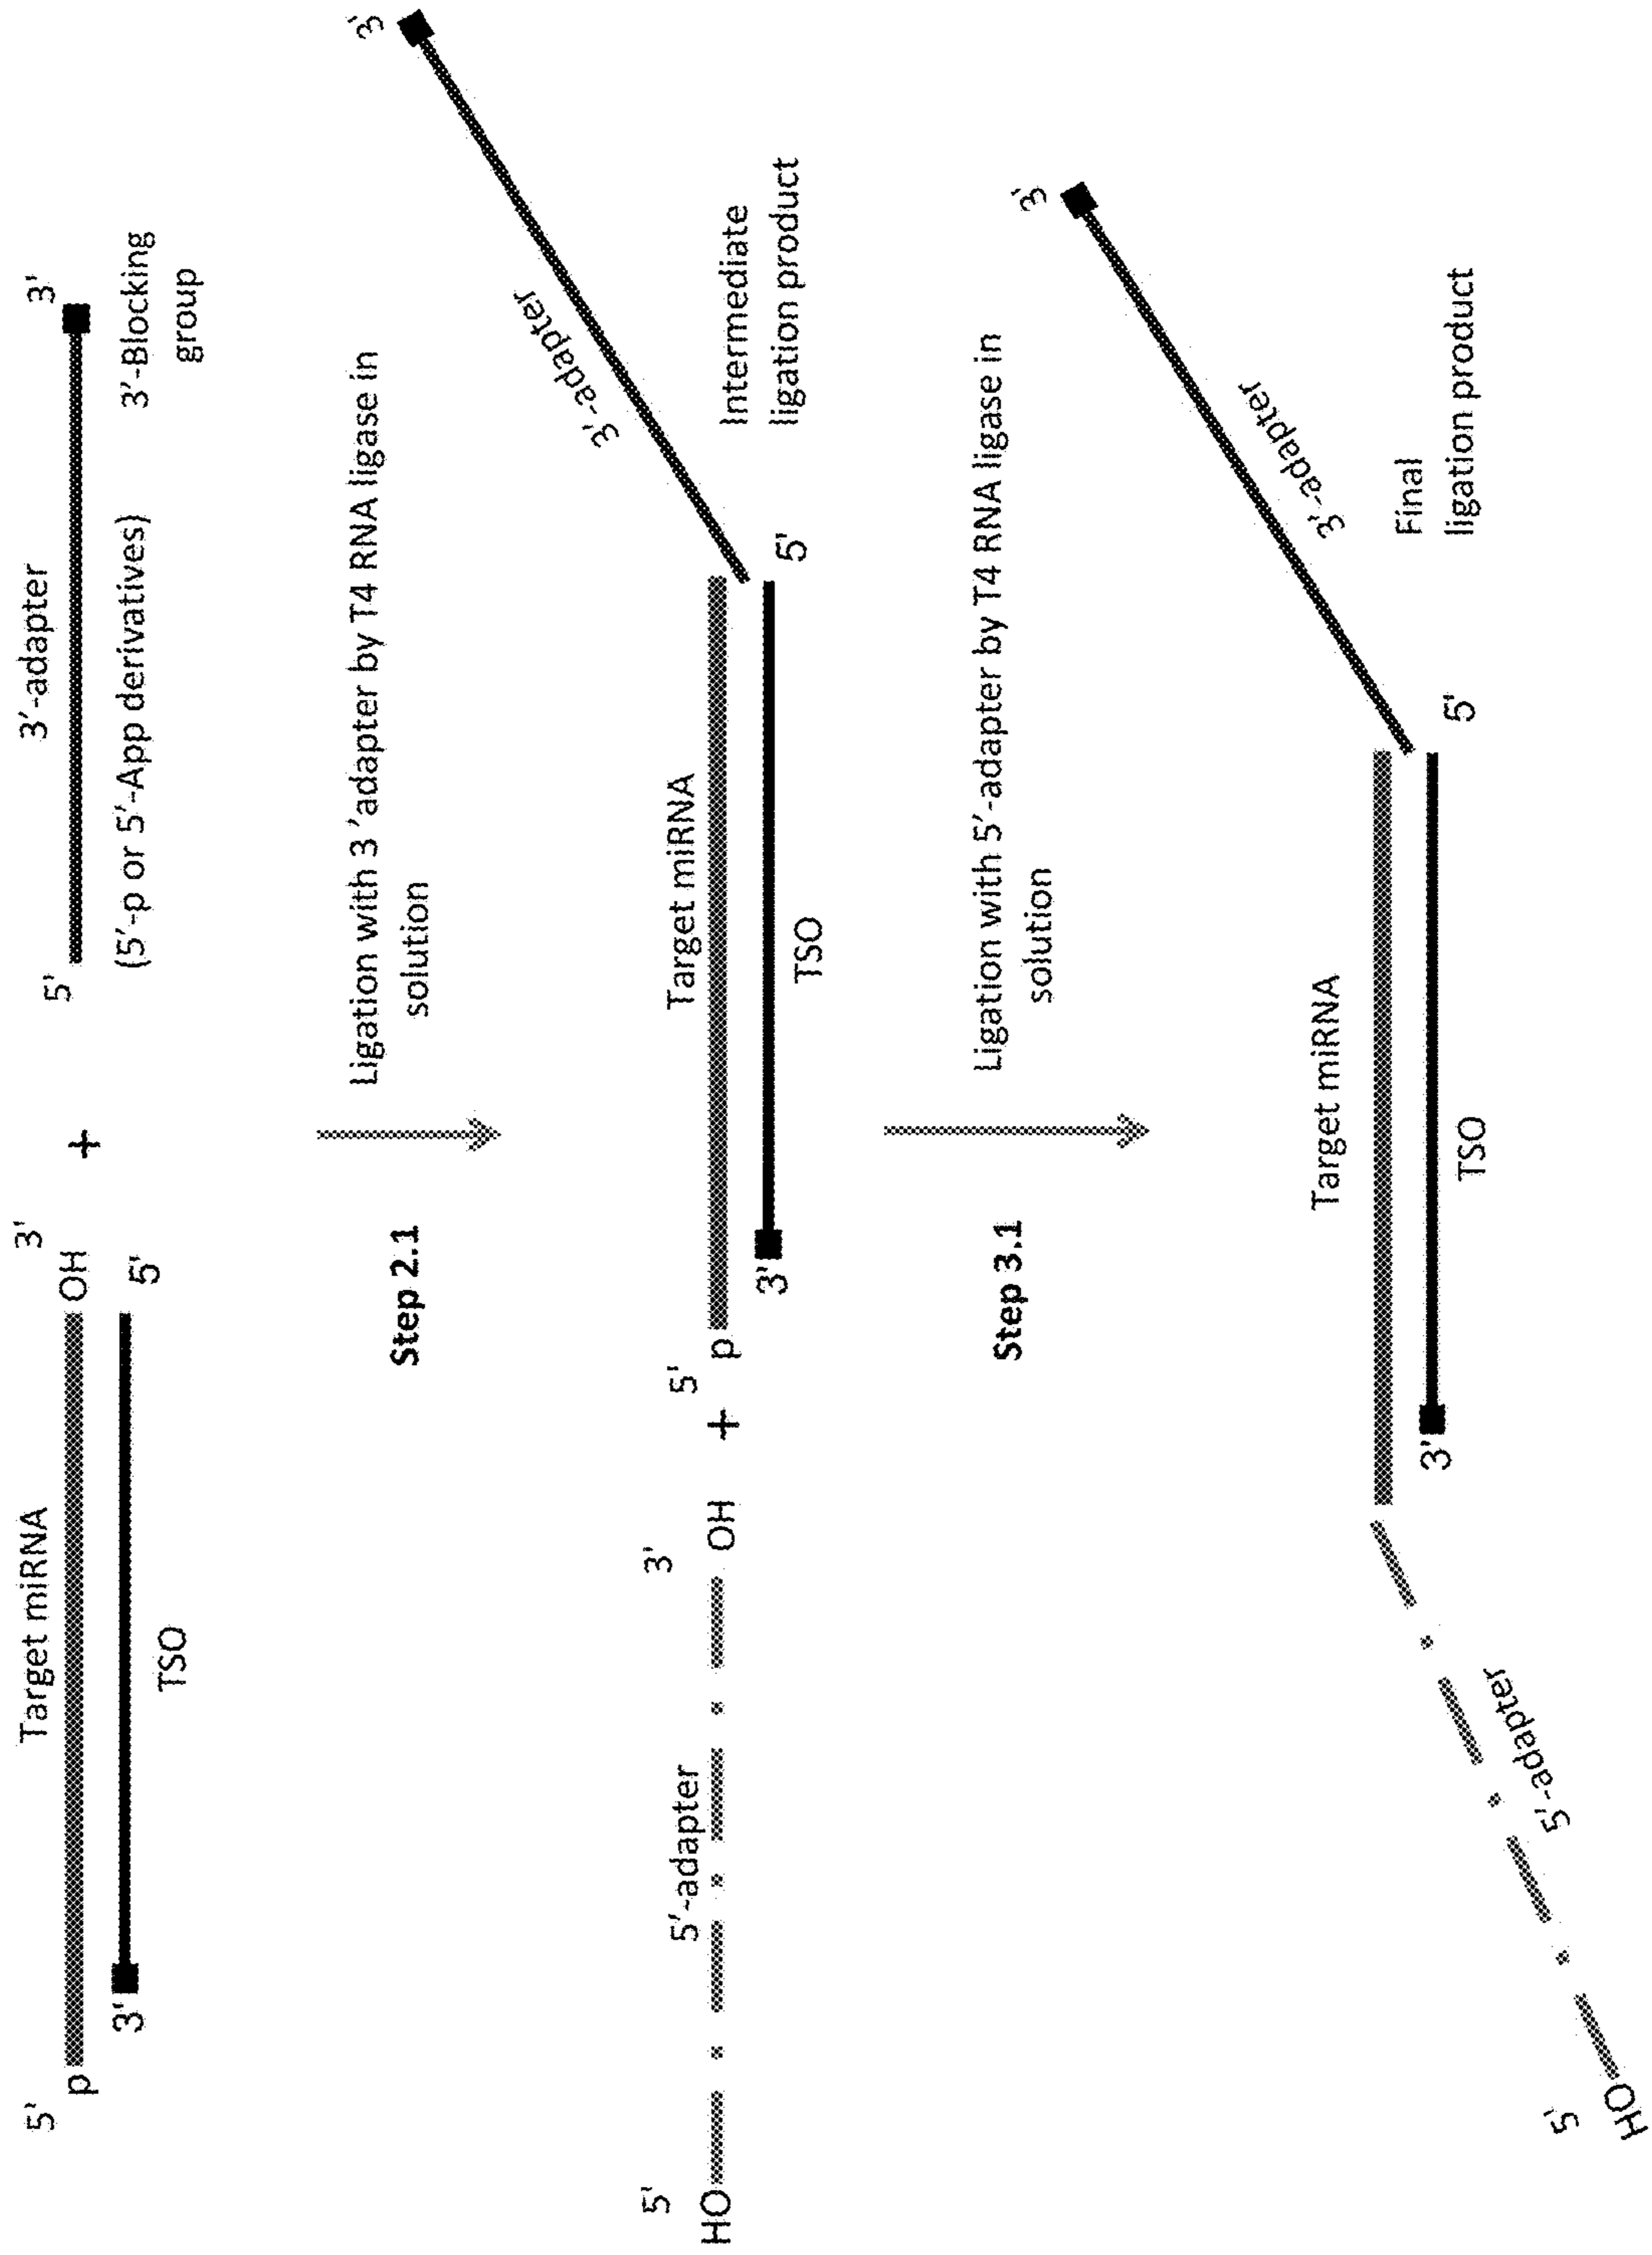 Target miRNA
3'-adapter
5'
3'
5'
3'
p
OH
+
3'
5'
(5'-p or 5'-App derivatives)
3'-Blocking
group
TSO
Step 2.1
Ligation with 3 'adapter by T4 RNA ligase in
solution
3'
3'-adapter
5'
3'
5'
Target miRNA
5'-adapter
HO
OH
+
p
3'
5'
TSO
Intermediate
ligation product
Step 3.1
Ligation with 5'-adapter by T4 RNA ligase in
solution
3'
3'-adapter
Target miRNA
3'
5'
TSO
Final
ligation product
5'-adapter
5'
HO